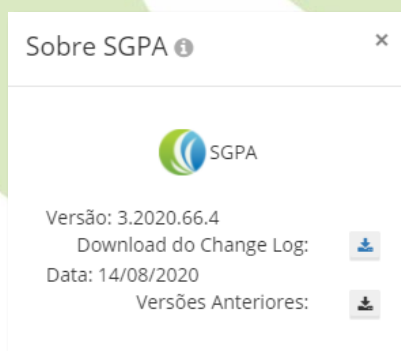 Sobre SGPA
SGPA
Versão: 3.2020.66.4
Download do Change Log:
Data: 14/08/2020
Versões Anteriores: